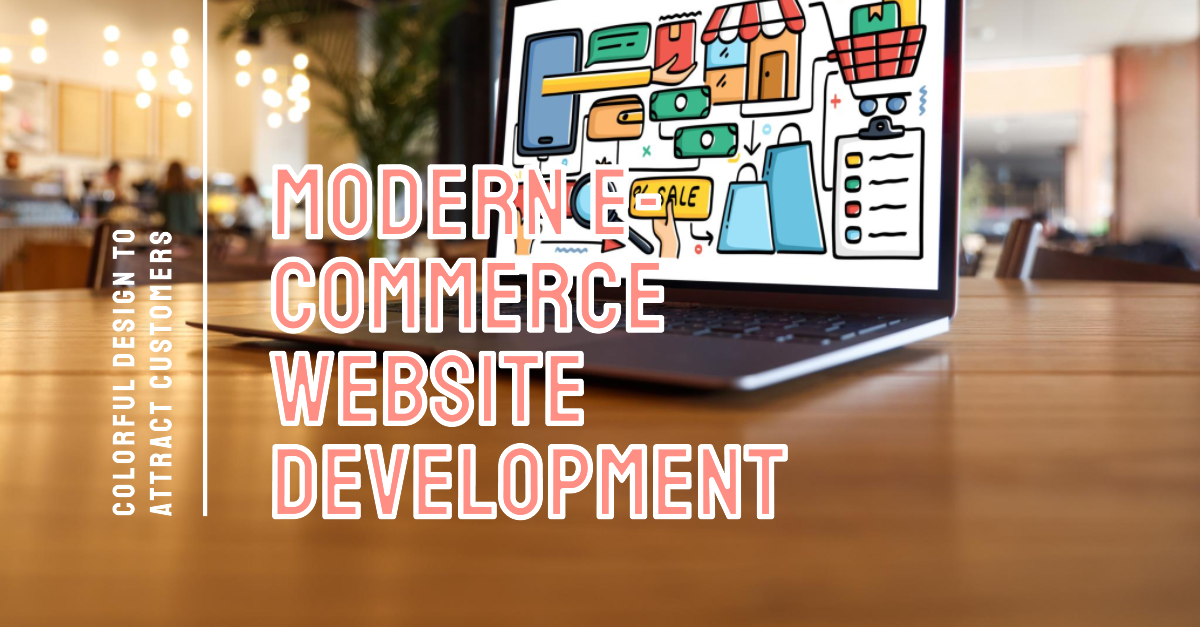 COLORFUL DESIGN TO
ATTRACT CUSTOMERS
MODERN E-
COMMERCE
WEBSITE
DEVELOPMENT
% SALE